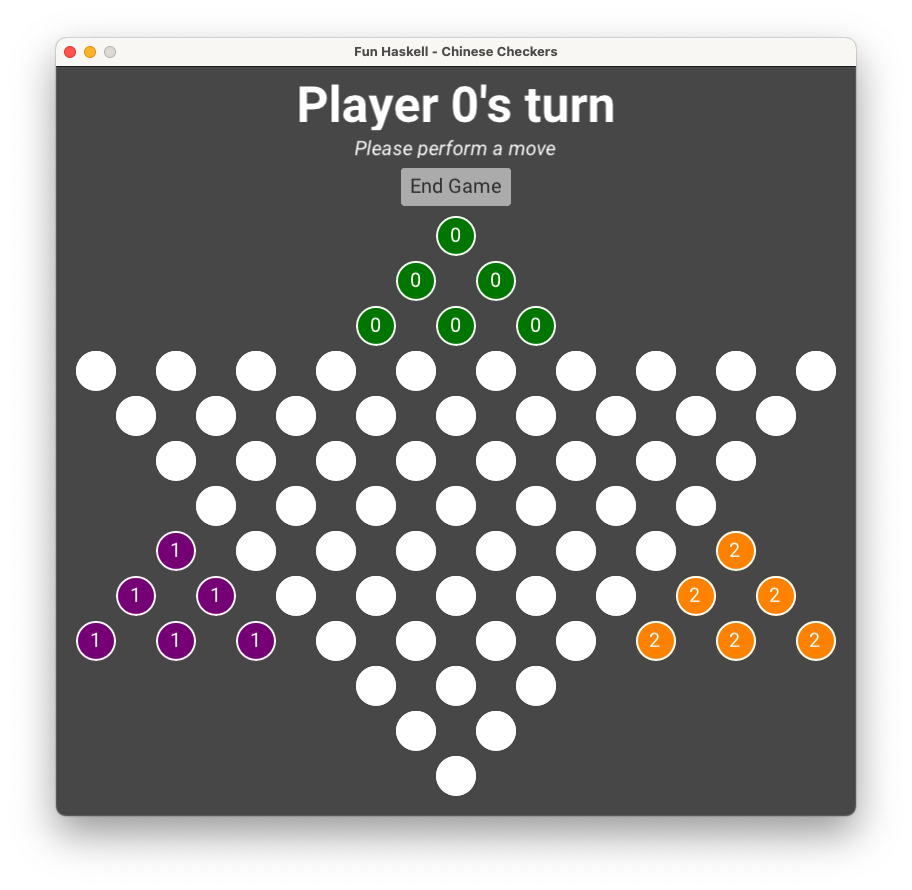 Fun Haskell - Chinese Checkers
Player 0's turn
Please perform a move
End Game
0
0 0
0 0 0
1 2
1 1 2 2
1 1 1 2 2 2